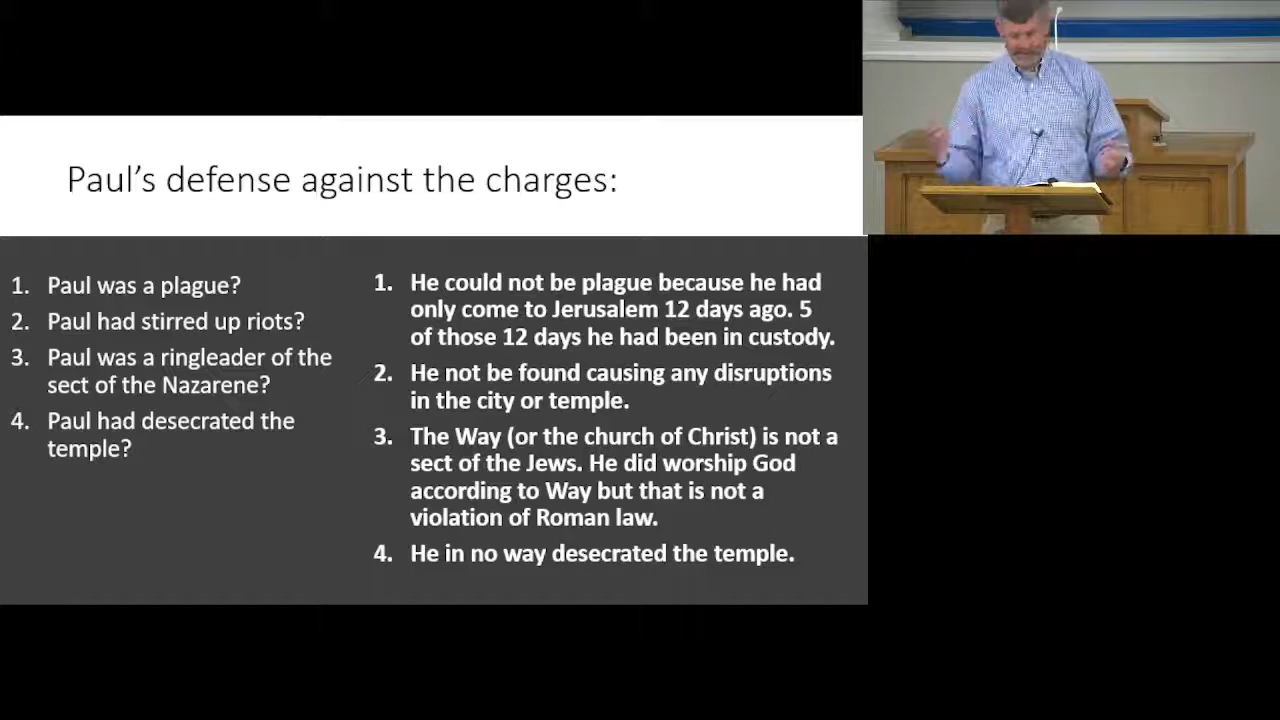 Paul’s defense against the charges:
1. Paul was a plague?
2. Paul had stirred up riots?
3. Paul was a ringleader of the
sect of the Nazarene?
4. Paul had desecrated the
temple?
1. He could not be plague because he had
only come to Jerusalem 12 days ago. 5
of those 12 days he had been in custody.
2. He not be found causing any disruptions
in the city or temple.
3. The Way (or the church of Christ) is not a
sect of the Jews. He did worship God
according to Way but that is not a
violation of Roman law.
4. He in no way desecrated the temple.